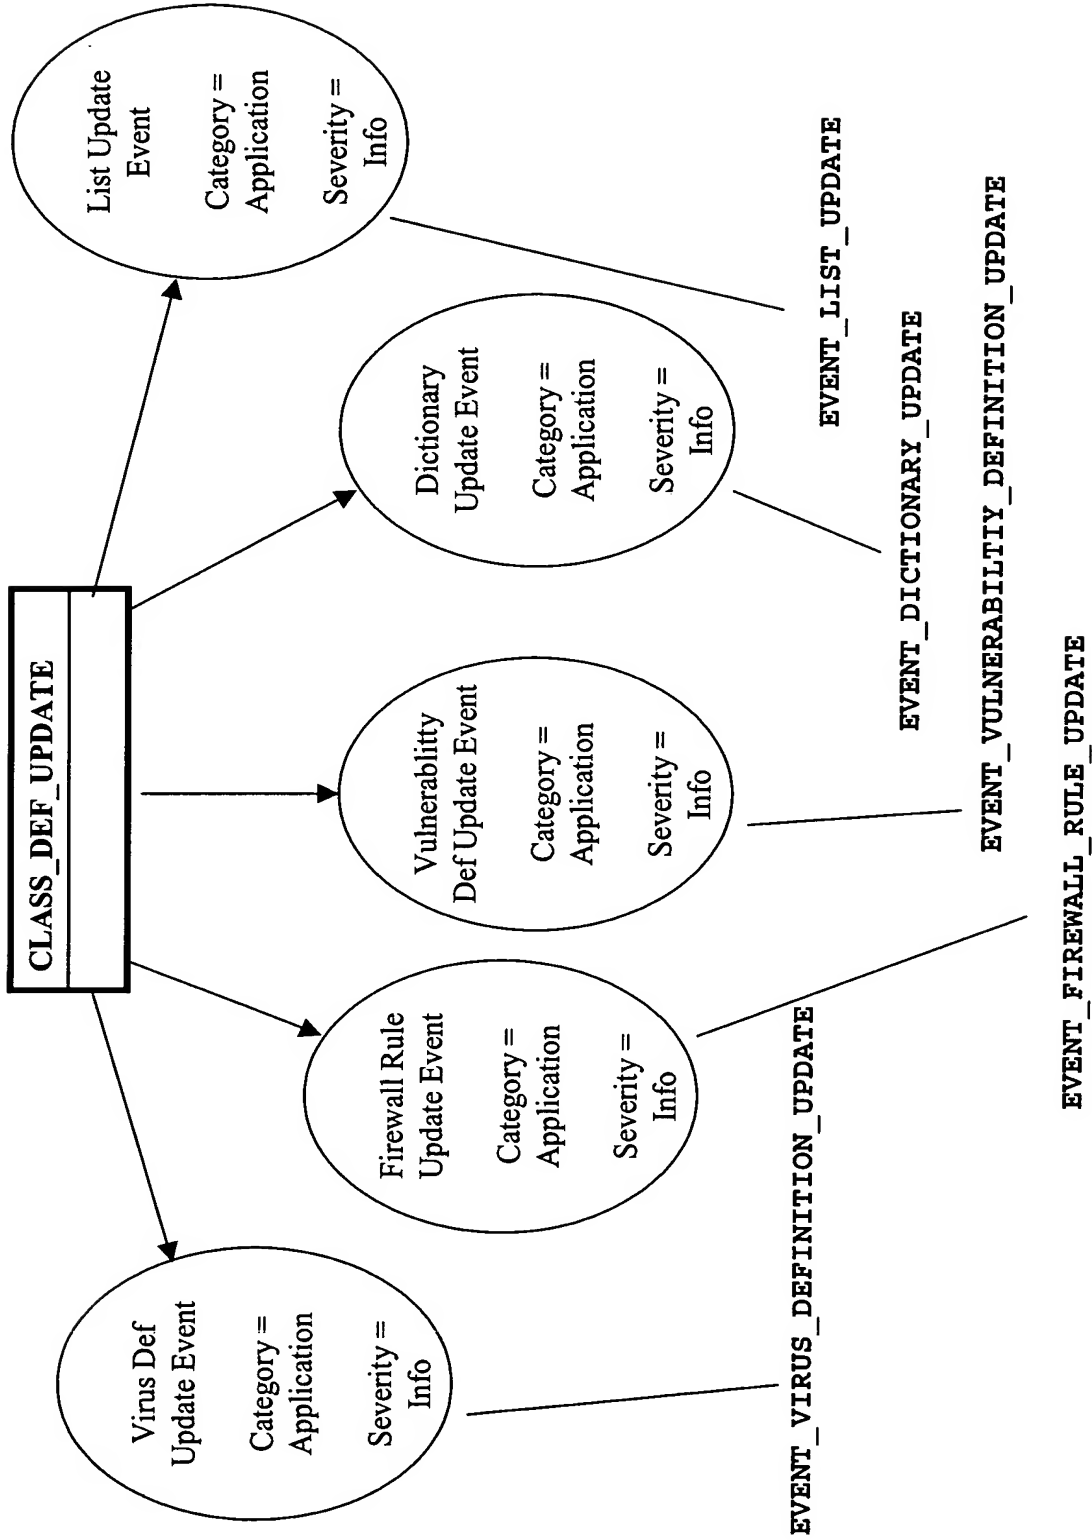 CLASS_DEF_UPDATE
Virus Def
Update Event
Category =
Application
Severity =
Info
Firewall Rule
Update Event
Category =
Application
Severity =
Info
Vulnerablitty
Def Update Event
Category =
Application
Severity =
Info
Dictionary
Update Event
Category =
Application
Severity =
Info
List Update
Event
Category =
Application
Severity =
Info
EVENT_VIRUS_DEFINITION_UPDATE
EVENT_LIST_UPDATE
EVENT_DICTIONARY_UPDATE
EVENT_VULNERABILTIY_DEFINITION_UPDATE
EVENT_FIREWALL_RULE_UPDATE